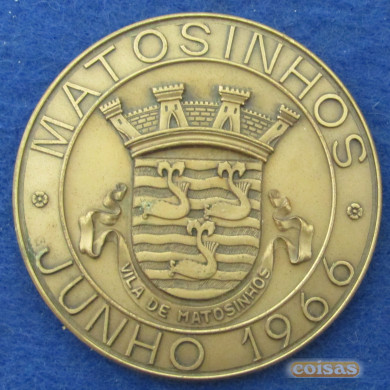 MATOSINHOS
VILA DE MATOSINHOS
JUNHO 1966
coisas